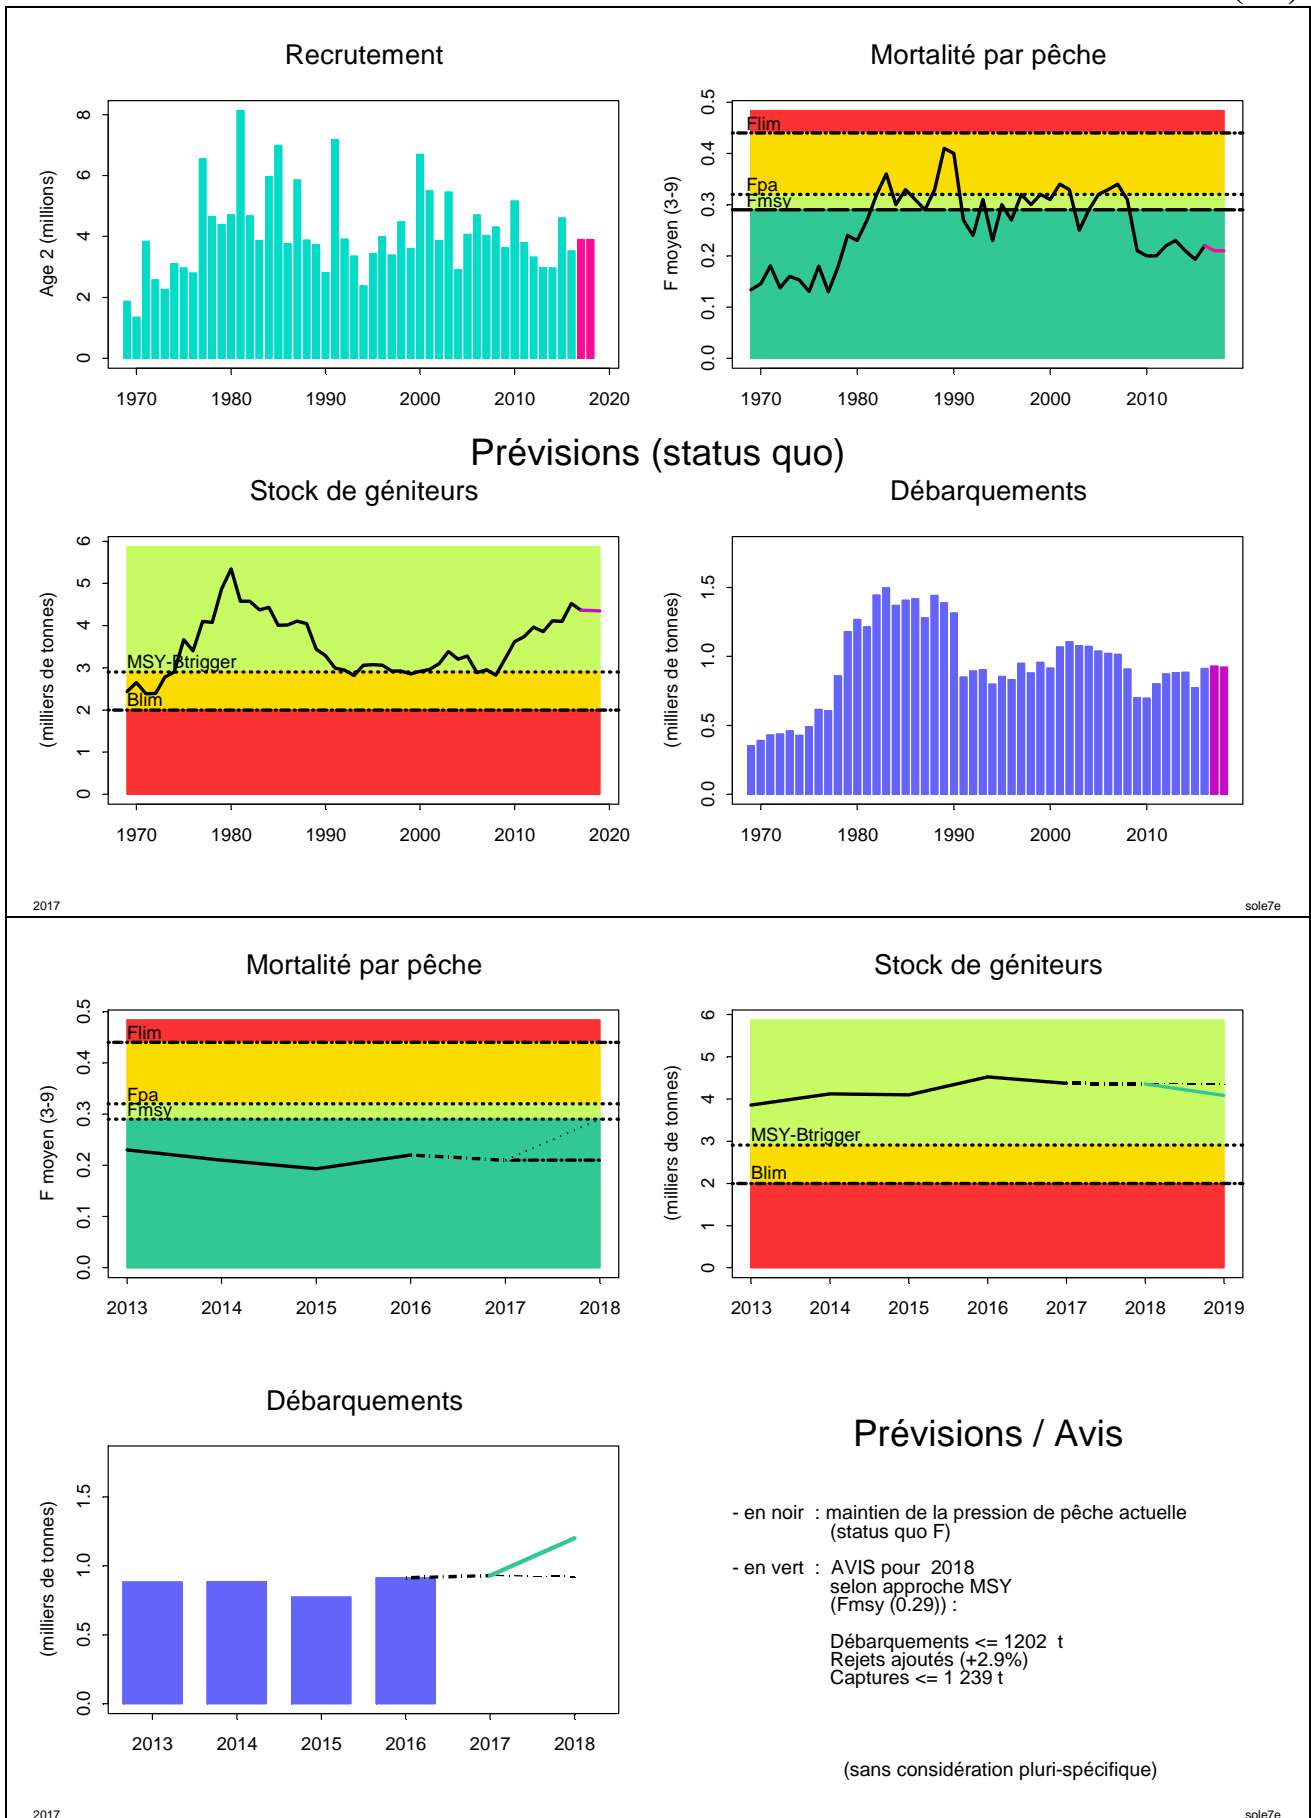 Recrutement
Age 2 (millions)
0 2 4 6 8
1970 1980 1990 2000 2010 2020
Mortalité par pêche
F moyen (3-9)
0.0 0.1 0.2 0.3 0.4 0.5
Flim
Fpa
Fmsy
1970 1980 1990 2000 2010
Prévisions (status quo)
Stock de géniteurs
(milliers de tonnes)
0 1 2 3 4 5 6
MSY-Btrigger
Blim
1970 1980 1990 2000 2010 2020
Débarquements
(milliers de tonnes)
0.0 0.5 1.0 1.5
1970 1980 1990 2000 2010
2017
sole7e
Mortalité par pêche
F moyen (3-9)
0.0 0.1 0.2 0.3 0.4 0.5
Flim
Fpa
Fmsy
2013 2014 2015 2016 2017 2018
Stock de géniteurs
(milliers de tonnes)
0 1 2 3 4 5 6
MSY-Btrigger
Blim
2013 2014 2015 2016 2017 2018 2019
Débarquements
(milliers de tonnes)
0.0 0.5 1.0 1.5
2013 2014 2015 2016 2017 2018
Prévisions / Avis
- en noir : maintien de la pression de pêche actuelle
(status quo F)
- en vert : AVIS pour 2018
selon approche MSY
(Fmsy (0.29)) :
Débarquements <= 1202 t
Rejets ajoutés (+2.9%)
Captures <= 1 239 t
(sans considération pluri-spécifique)
2017
sole7e